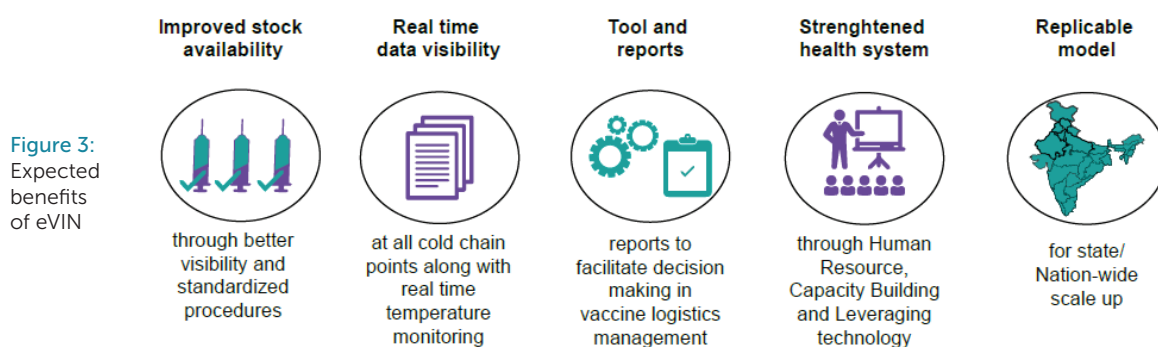 Figure 3:
Expected
benefits
of eVIN
Improved stock
availability
through better
visibility and
standardized
procedures
Real time
data visibility
at all cold chain
points along with
real time
temperature
monitoring
Tool and
reports
reports to
facilitate decision
making in
vaccine logistics
management
Strenghtened
health system
through Human
Resource,
Capacity Building
and Leveraging
technology
Replicable
model
for state/
Nation-wide
scale up